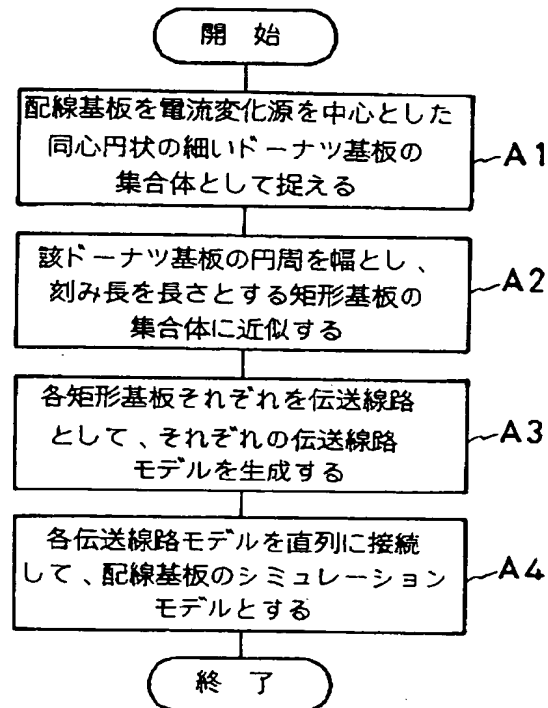 開 始
配線基板を電流変化源を中心とした
同心円状の細いドーナツ基板の
集合体として捉える
A1
該ドーナツ基板の円周を幅とし、
刻み長を長さとする矩形基板の
集合体に近似する
A2
各矩形基板それぞれを伝送線路
として、それぞれの伝送線路
モデルを生成する
A3
各伝送線路モデルを直列に接続
して、配線基板のシミュレーション
モデルとする
A4
終 了